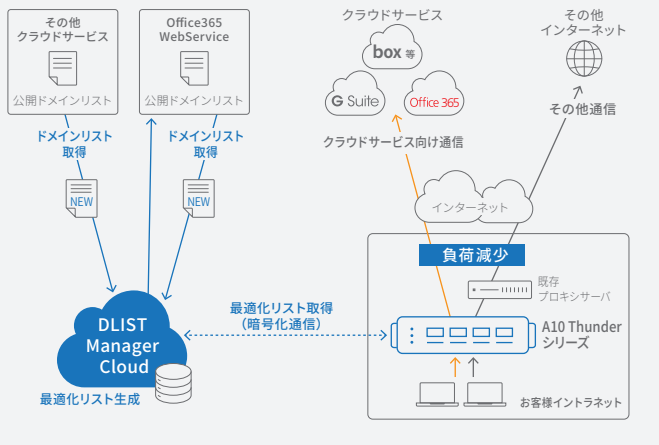 その他
クラウドサービス
公開ドメインリスト
Office365
WebService
公開ドメインリスト
ドメインリスト
取得
ドメインリスト
取得
NEW
NEW
DLIST
Manager
Cloud
最適化リスト生成
最適化リスト取得
（暗号化通信）
クラウドサービス
box 等
G Suite
Office 365
クラウドサービス向け通信
その他
インターネット
その他通信
インターネット
負荷減少
既存
プロキシサーバ
A10 Thunder
シリーズ
お客様イントラネット